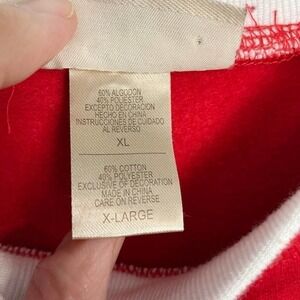 60% ALGODON
40% POLIESTER
EXCEPTO DECORACION
HECHO EN CHINA
INSTRUCCIONES DE CUIDADO
AL REVERSO
XL
60% COTTON
40% POLYESTER
EXCLUSIVE OF DECORATION
MADE IN CHINA
CARE ON REVERSE
X-LARGE